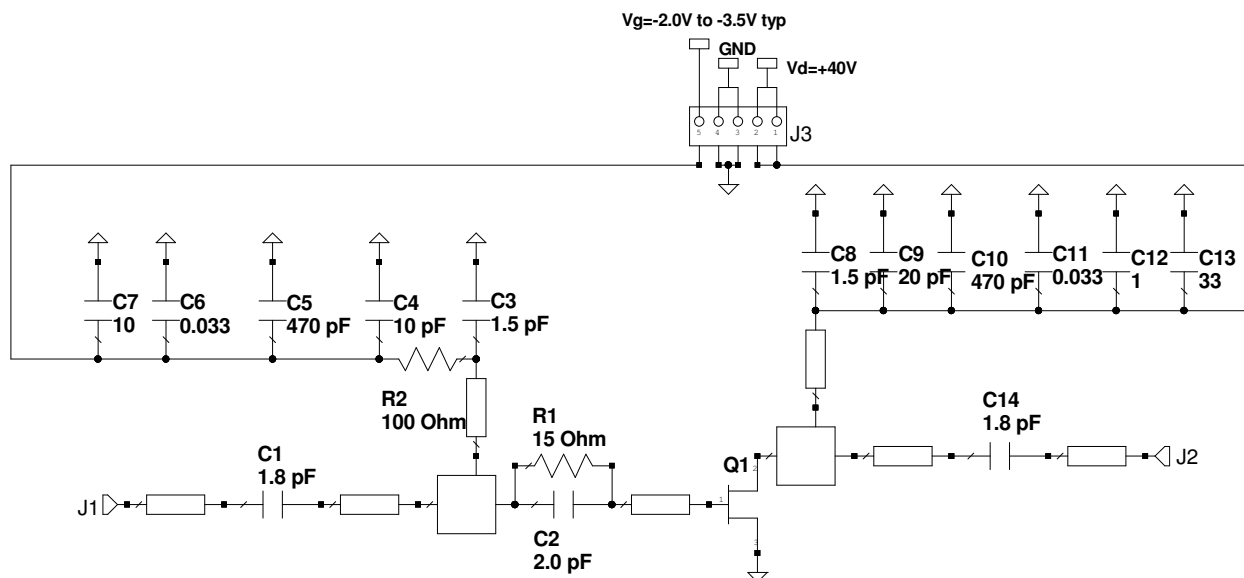 Vg=-2.0V to -3.5V typ
GND
Vd=+40V
5 4 3 2 1
J3
C7
10
C6
0.033
C5
470 pF
C4
10 pF
C3
1.5 pF
C8
1.5 pF
C9
20 pF
C10
470 pF
C11
0.033
C12
1
C13
33
R2
100 Ohm
R1
15 Ohm
C1
1.8 pF
C2
2.0 pF
C14
1.8 pF
J1
Q1
2
1
3
J2